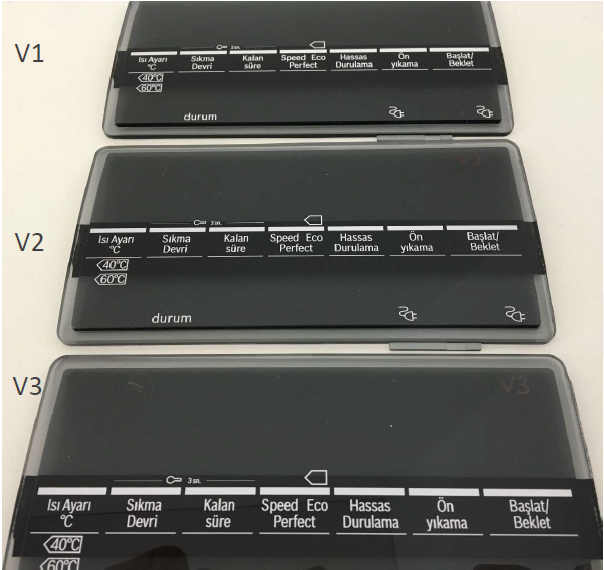 V1
3 sn.
Isı Ayarı Sıkma Kalan Speed Eco Hassas Ön Başlat/
°C Devri süre Perfect Durulama yıkama Beklet
40°C
60°C
durum
V2
3 sn.
Isı Ayarı Sıkma Kalan Speed Eco Hassas Ön Başlat/
°C Devri süre Perfect Durulama yıkama Beklet
40°C
60°C
durum
V3
V3
3 sn.
Isı Ayarı Sıkma Kalan Speed Eco Hassas Ön Başlat/
°C Devri süre Perfect Durulama yıkama Beklet
40°C
60°C